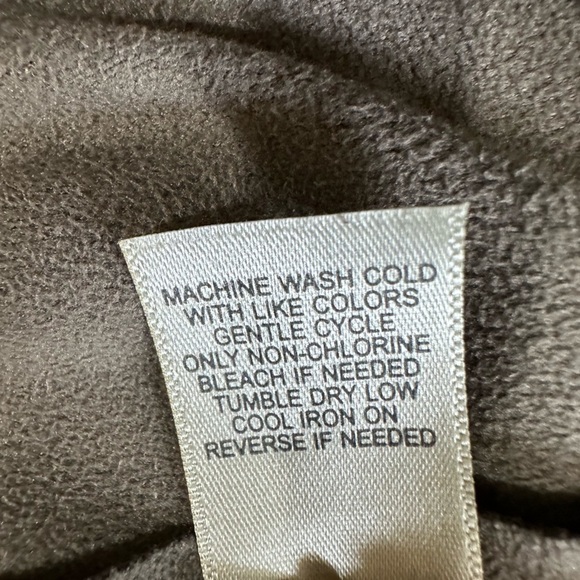 MACHINE WASH COLD
WITH LIKE COLORS
GENTLE CYCLE
ONLY NON-CHLORINE
BLEACH IF NEEDED
TUMBLE DRY LOW
COOL IRON ON
REVERSE IF NEEDED